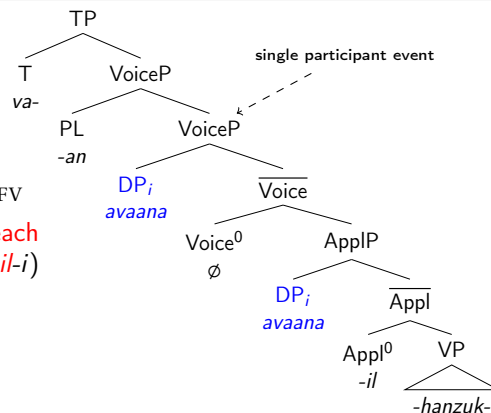 TP
single participant event
T VoiceP
va-
PL VoiceP
-an
FV
DPi Voice
avaana
each
Voice0 ApplP
il-i)
∅
DPi Appl
avaana
Appl0 VP
-il
-hanzuk-